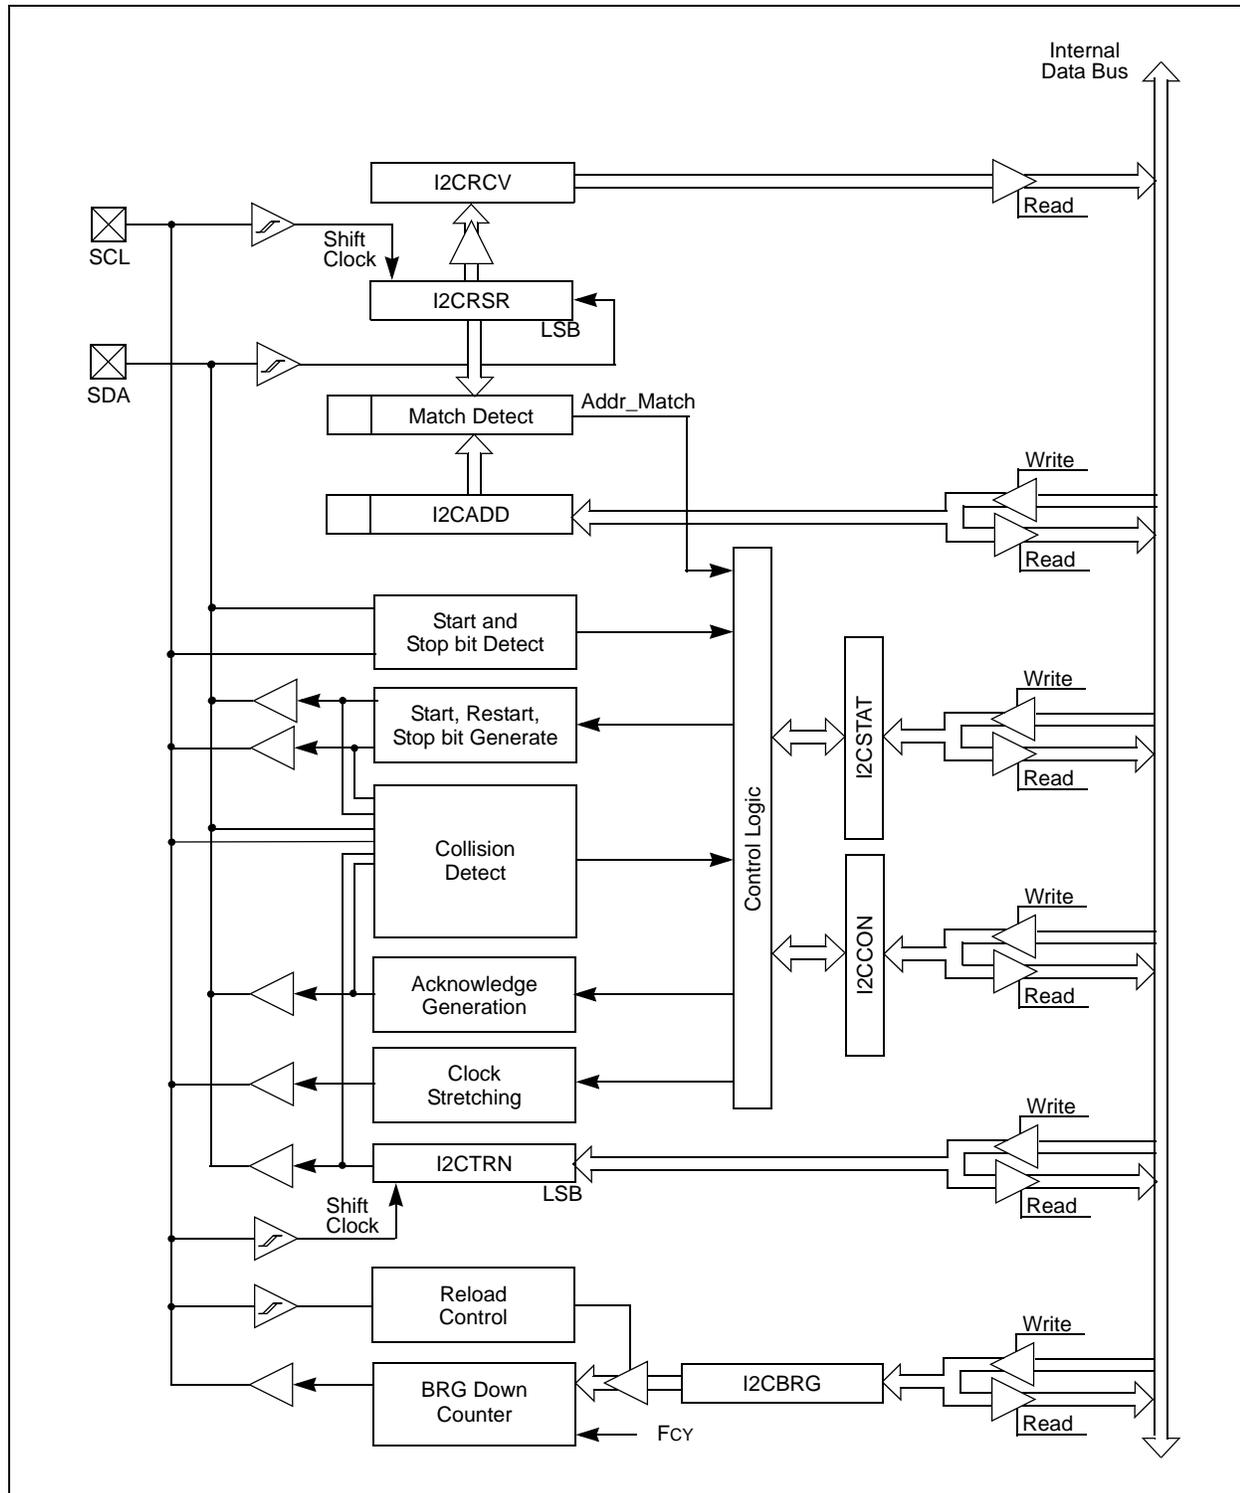 Internal
Data Bus
I2CRCV
Read
SCL
Shift
Clock
I2CRSR
LSB
SDA
Match Detect
Addr_Match
Write
I2CADD
Read
Start and
Stop bit Detect
Write
Start, Restart,
Stop bit Generate
I2CSTAT
Read
Control Logic
Collision
Detect
Write
I2CCON
Read
Acknowledge
Generation
Clock
Stretching
Write
I2CTRN
LSB
Read
Shift
Clock
Reload
Control
Write
BRG Down
Counter
I2CBRG
Read
FCY